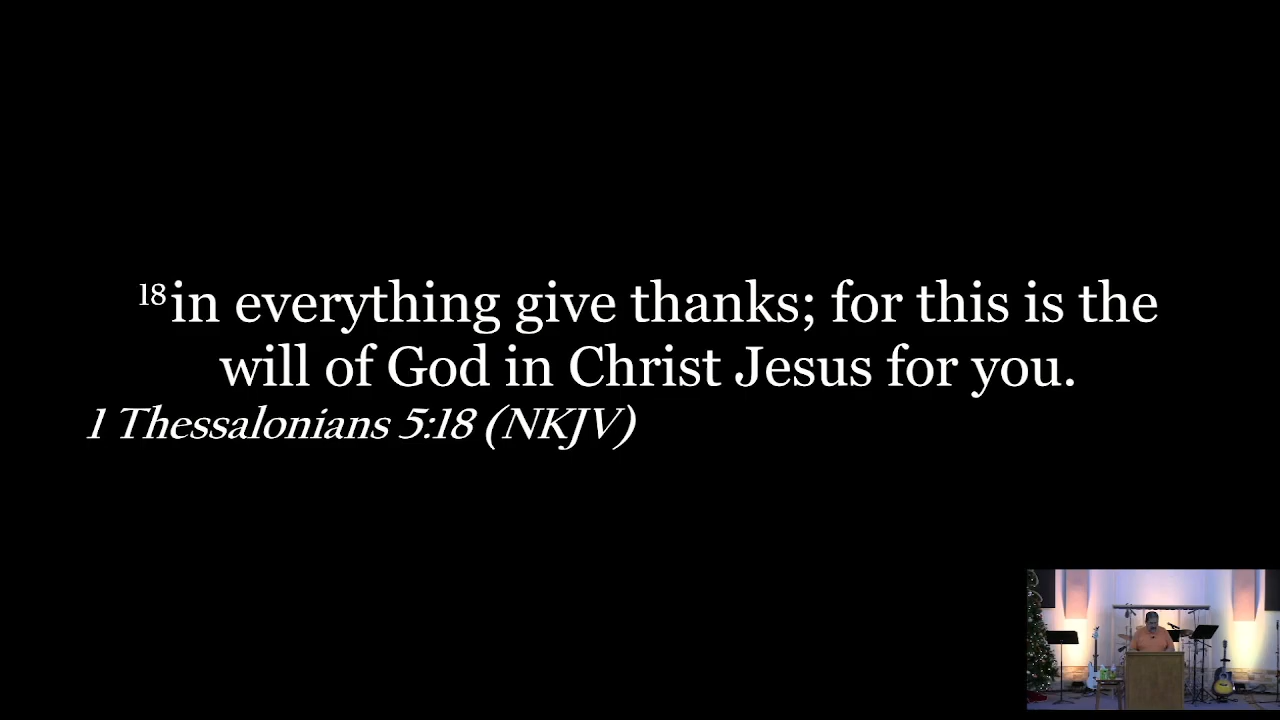 18in everything give thanks; for this is the
will of God in Christ Jesus for you.
1 Thessalonians 5:18 (NKJV)